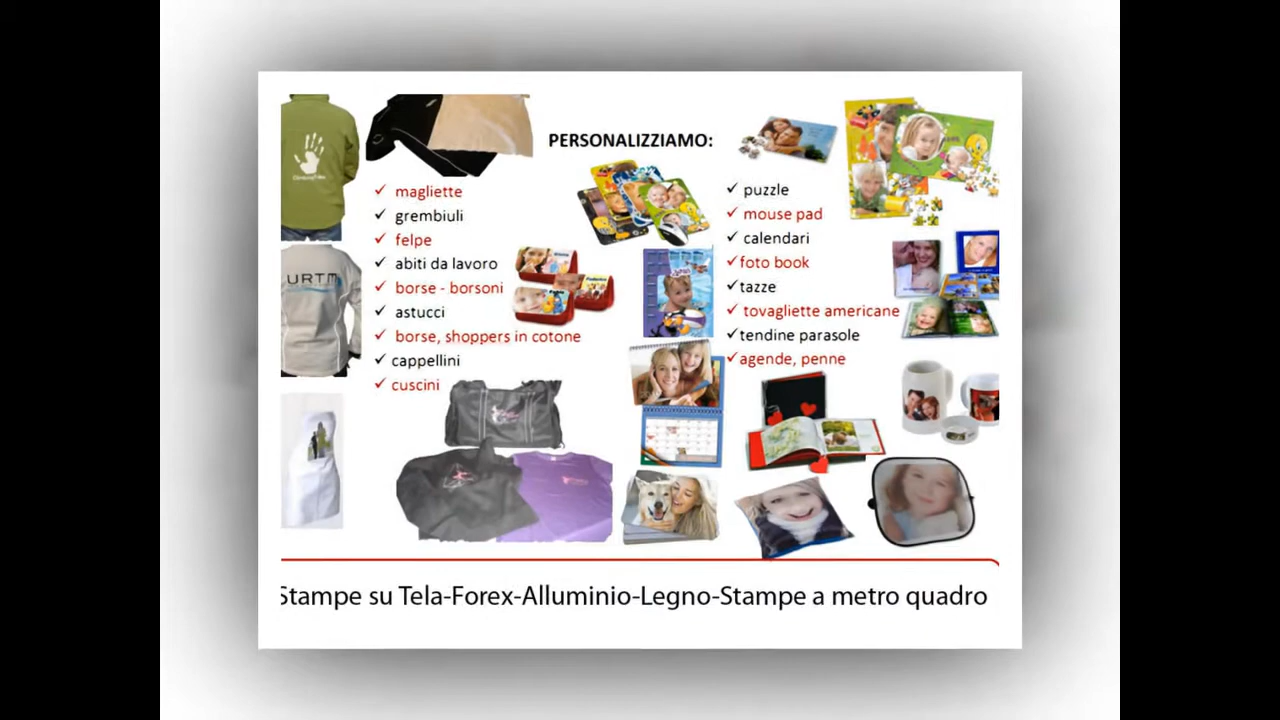 PERSONALIZZIAMO:
✓ magliette
✓ grembiuli
✓ felpe
✓ abiti da lavoro
✓ borse - borsoni
✓ astucci
✓ borse, shoppers in cotone
✓ cappellini
✓ cuscini
✓ puzzle
✓ mouse pad
✓ calendari
✓ foto book
✓ tazze
✓ tovagliette americane
✓ tendine parasole
✓ agende, penne
URTM
Stampe su Tela-Forex-Alluminio-Legno-Stampe a metro quadro